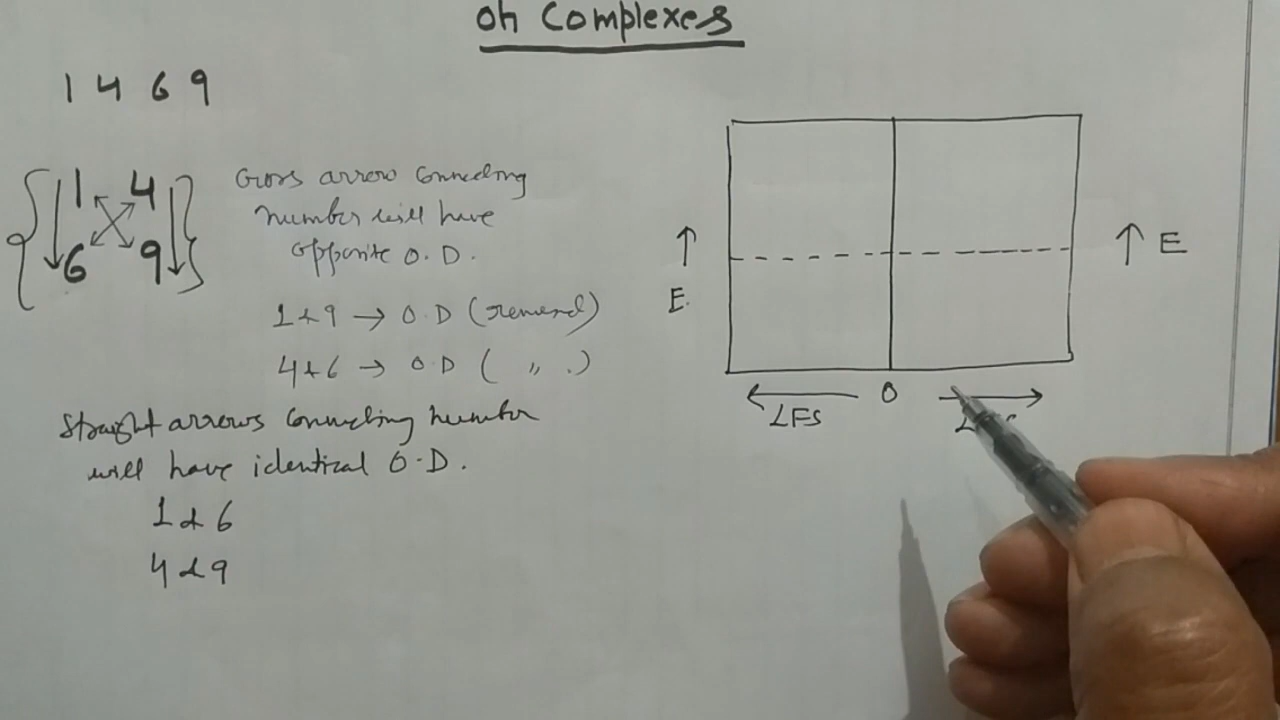 Oh Complexes
1 4 6 9
1 4
6 9
Cross arrow connecting
number will have
opposite O.D.
1 & 9 → O.D (reversed)
4 & 6 → O.D ( ,, )
Straight arrows connecting number
will have identical O.D.
1 & 6
4 & 9
↑ E.
↑ E
← 0 →
LFS